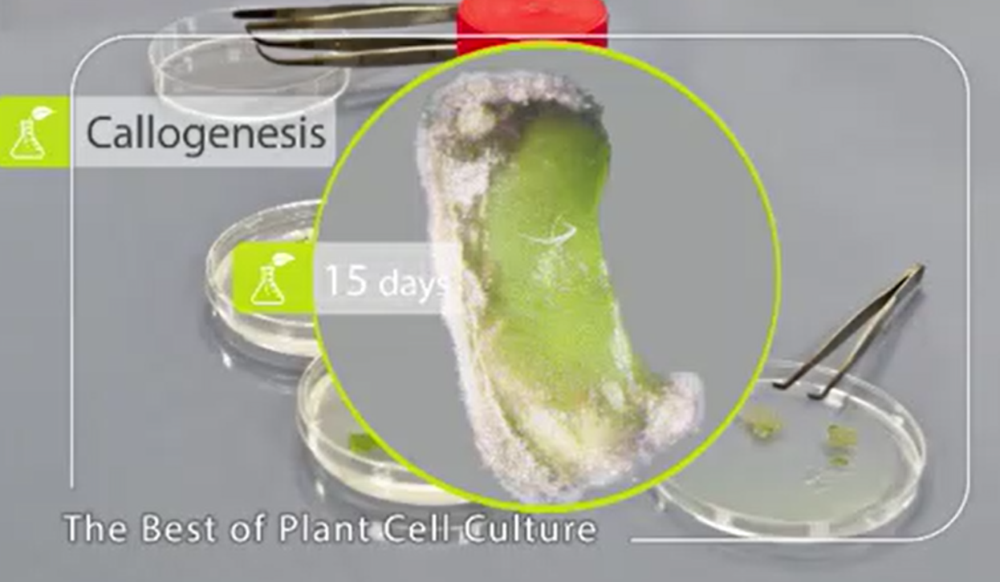 Callogenesis
15 days
The Best of Plant Cell Culture